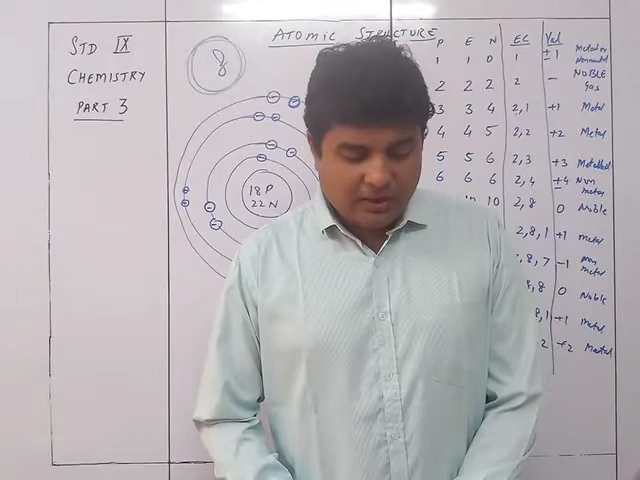 STD IX
CHEMISTRY
PART 3
ATOMIC STRUCTURE
8
18 P
22 N
P E N EC Val
1 1 0 1 ±1 Metal or Nonmetal
2 2 2 2 – NOBLE Gas
3 3 4 2,1 +1 Metal
4 4 5 2,2 +2 Metal
5 5 6 2,3 +3 Metalloid
6 6 6 2,4 ±4 Non metal
10 10 2,8 0 Noble
2,8,1 +1 Metal
8,7 -1 Non metal
8,8 0 Noble
8,1 +1 Metal
2 +2 Metal